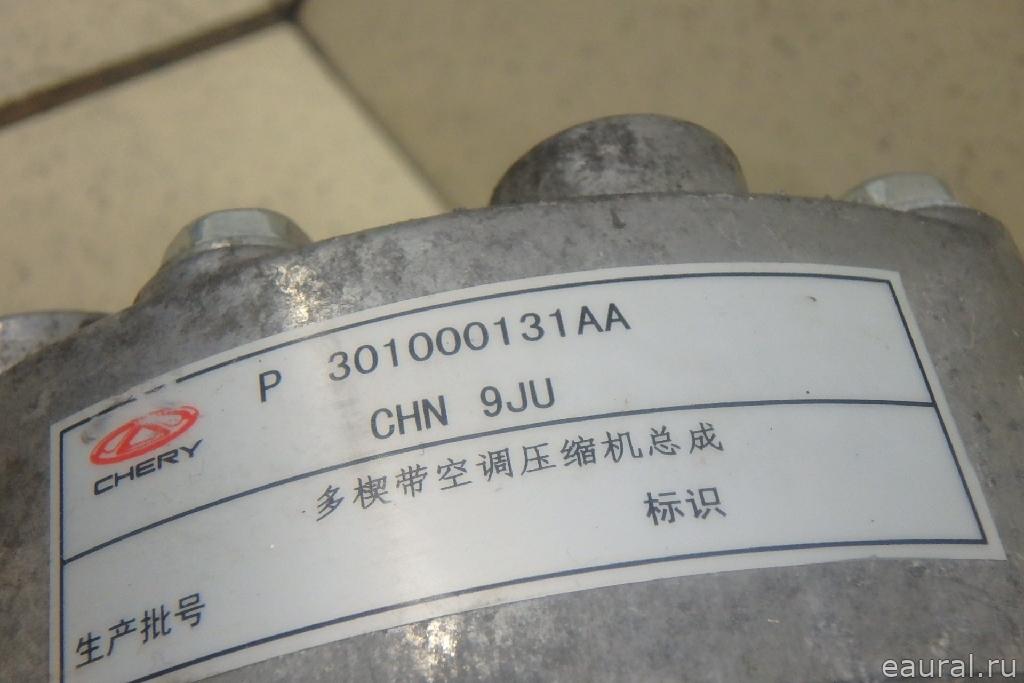 P 301000131AA
CHN 9JU
CHERY
多楔带空调压缩机总成
标识
生产批号
eaural.ru